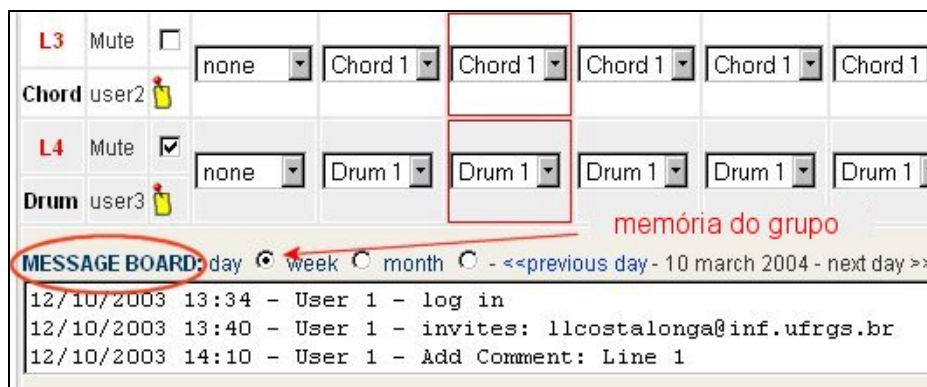 L3 Mute
none Chord 1 Chord 1 Chord 1 Chord 1 Chord 1
Chord user2
L4 Mute
none Drum 1 Drum 1 Drum 1 Drum 1 Drum 1
Drum user3
memória do grupo
MESSAGE BOARD: day week month - <<previous day - 10 march 2004 - next day >>
12/10/2003 13:34 - User 1 - log in
12/10/2003 13:40 - User 1 - invites: llcostalonga@inf.ufrgs.br
12/10/2003 14:10 - User 1 - Add Comment: Line 1